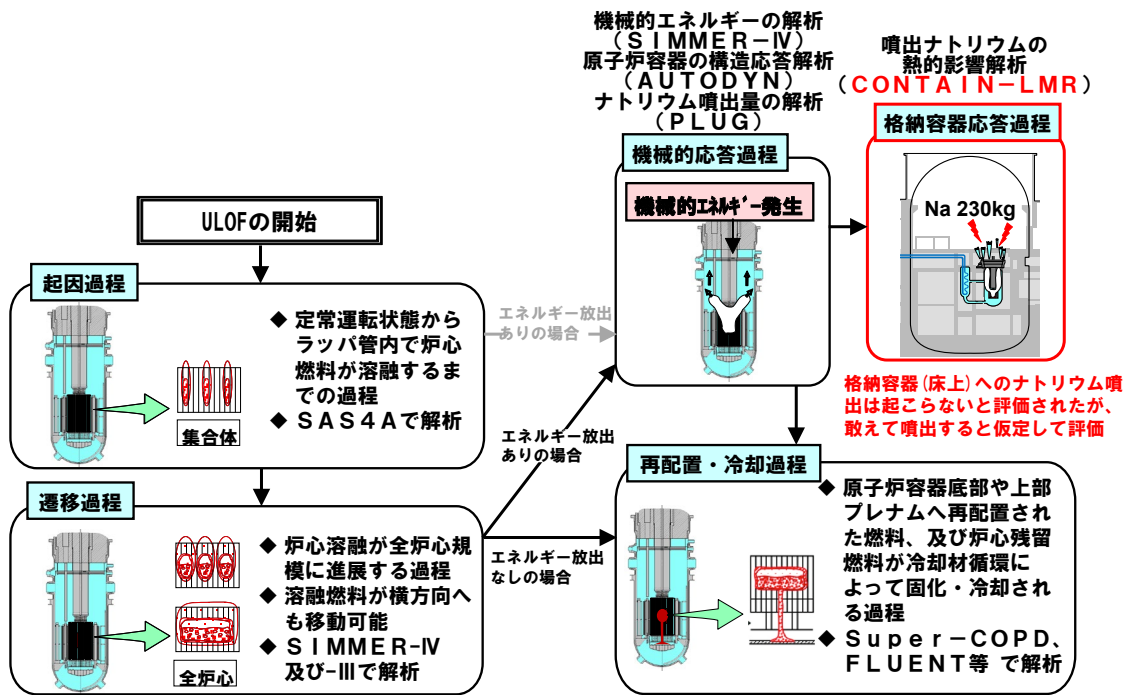 機械的エネルギーの解析
(SIMMER-Ⅳ)
原子炉容器の構造応答解析
(AUTODYN)
ナトリウム噴出量の解析
(PLUG)
噴出ナトリウムの
熱的影響解析
(CONTAIN-LMR)
機械的応答過程
機械的エネルギー発生
格納容器応答過程
Na 230kg
格納容器(床上)へのナトリウム噴
出は起こらないと評価されたが、
敢えて噴出すると仮定して評価
ULOFの開始
起因過程
◆ 定常運転状態から
ラッパ管内で炉心
燃料が溶融するま
での過程
◆ SAS4Aで解析
集合体
エネルギー放出
ありの場合
エネルギー放出
ありの場合
エネルギー放出
なしの場合
遷移過程
◆ 炉心溶融が全炉心規
模に進展する過程
◆ 溶融燃料が横方向へ
も移動可能
◆ SIMMER-Ⅳ
及び-Ⅲで解析
全炉心
再配置・冷却過程
◆ 原子炉容器底部や上部
プレナムへ再配置され
た燃料、及び炉心残留
燃料が冷却材循環に
よって固化・冷却され
る過程
◆ Super-COPD、
FLUENT等 で解析